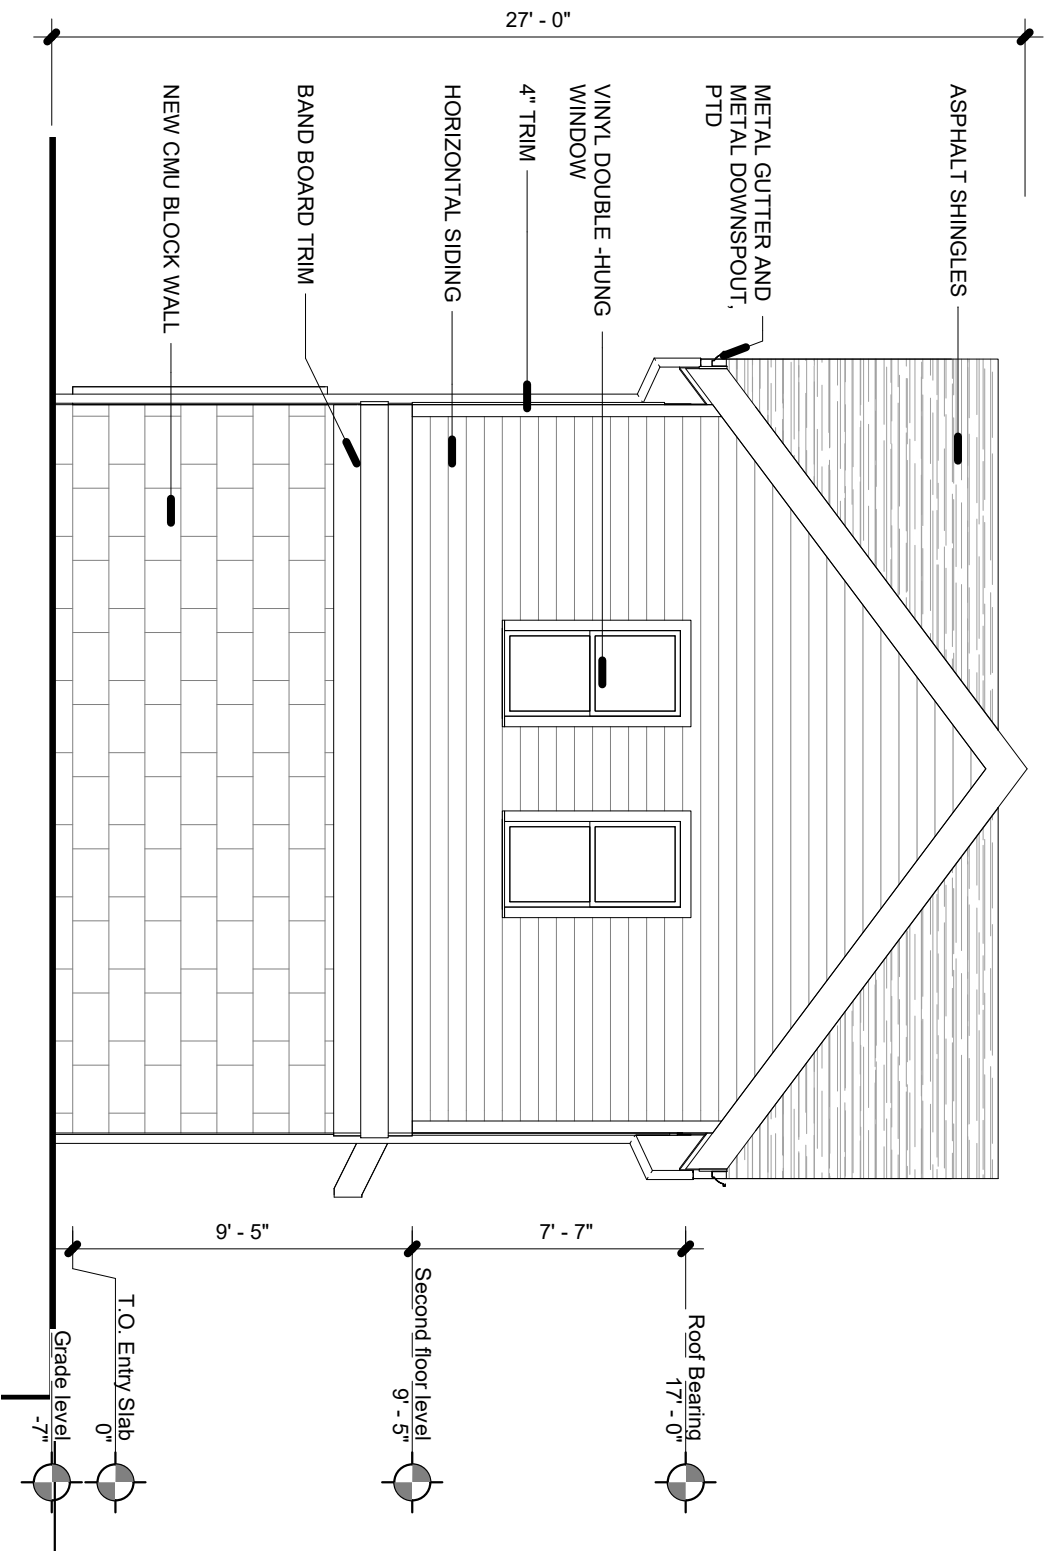 27' - 0"
ASPHALT SHINGLES
METAL GUTTER AND
METAL DOWNSPOUT,
PTD
VINYL DOUBLE -HUNG
WINDOW
4" TRIM
HORIZONTAL SIDING
BAND BOARD TRIM
NEW CMU BLOCK WALL
7' - 7"
9' - 5"
Roof Bearing
17' - 0"
Second floor level
9' - 5"
T.O. Entry Slab
0"
Grade level
-7"